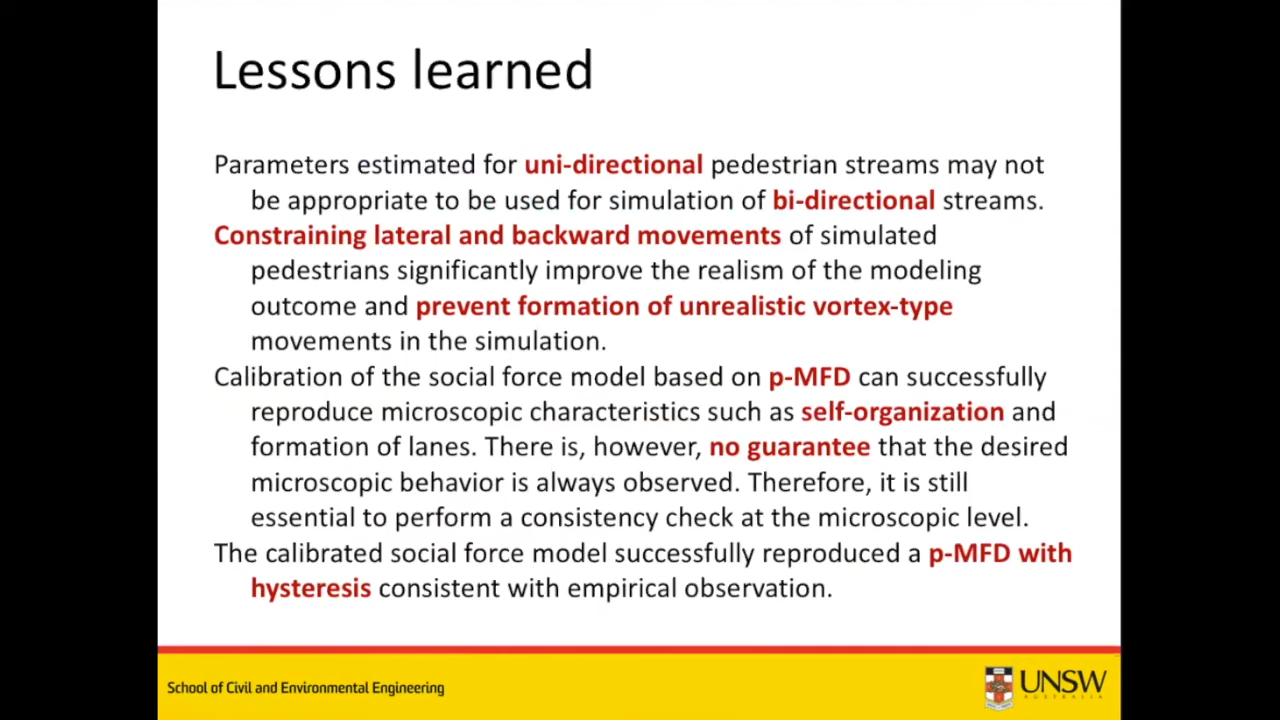 Lessons learned
Parameters estimated for uni-directional pedestrian streams may not
be appropriate to be used for simulation of bi-directional streams.
Constraining lateral and backward movements of simulated
pedestrians significantly improve the realism of the modeling
outcome and prevent formation of unrealistic vortex-type
movements in the simulation.
Calibration of the social force model based on p-MFD can successfully
reproduce microscopic characteristics such as self-organization and
formation of lanes. There is, however, no guarantee that the desired
microscopic behavior is always observed. Therefore, it is still
essential to perform a consistency check at the microscopic level.
The calibrated social force model successfully reproduced a p-MFD with
hysteresis consistent with empirical observation.
School of Civil and Environmental Engineering
UNSW
AUSTRALIA